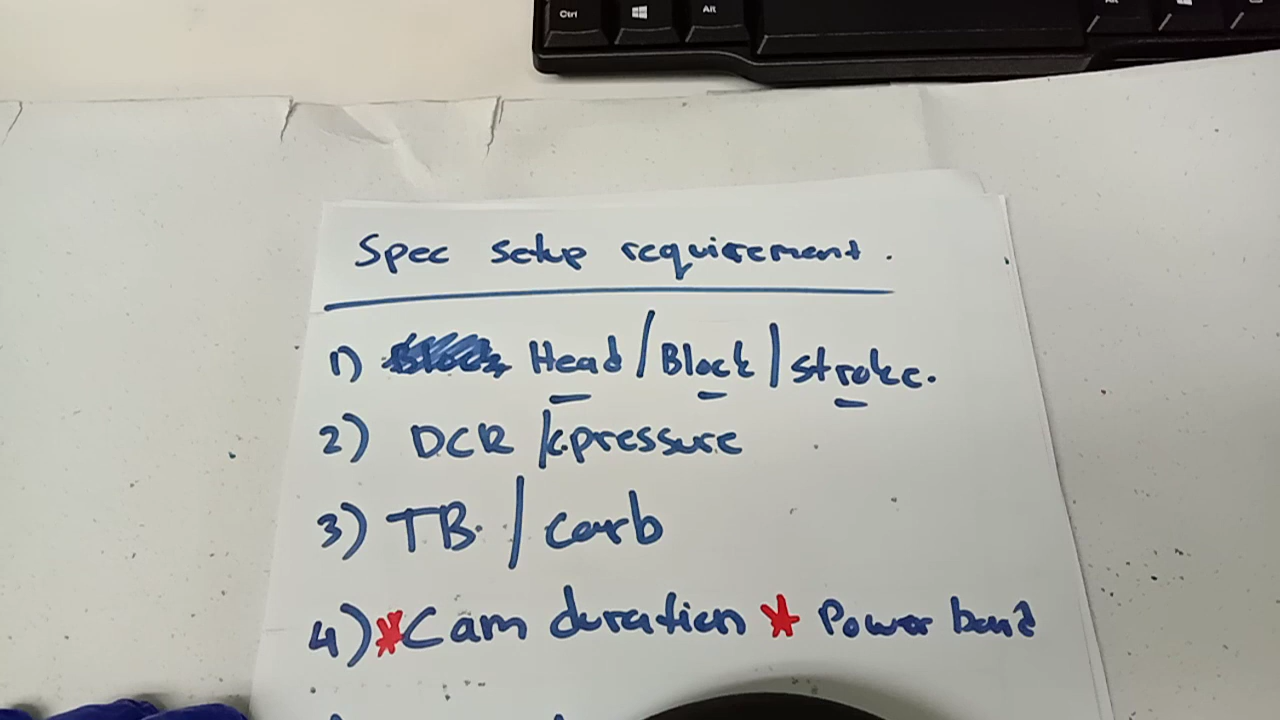 Ctrl Alt
Spec setup requirement.
1) Head/Block/stroke.
2) DCR/c.pressure
3) TB./carb
4)*Cam duration * Power band